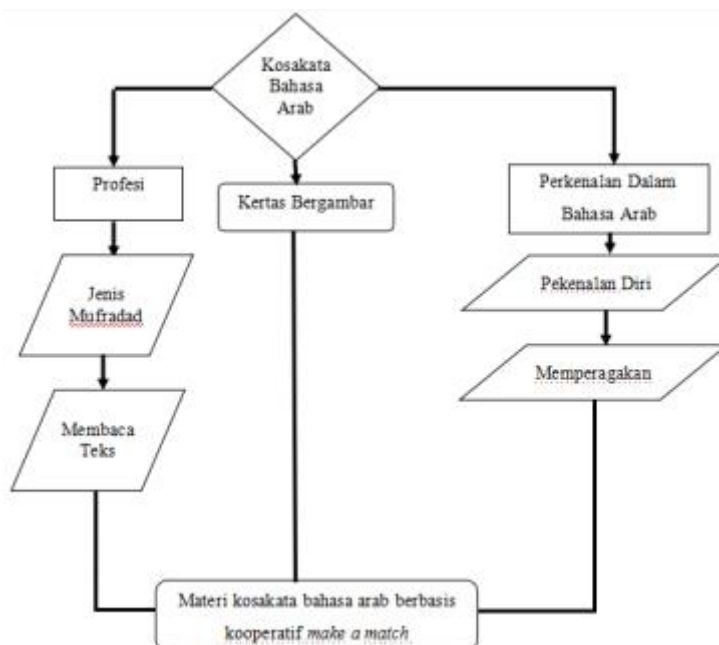 Kosakata
Bahasa
Arab
Profesi
Kertas Bergambar
Perkenalan Dalam
Bahasa Arab
Jenis
Mufradad
Pekenalan Diri
Memperagakan
Membaca
Teks
Materi kosakata bahasa arab berbasis
kooperatif make a match